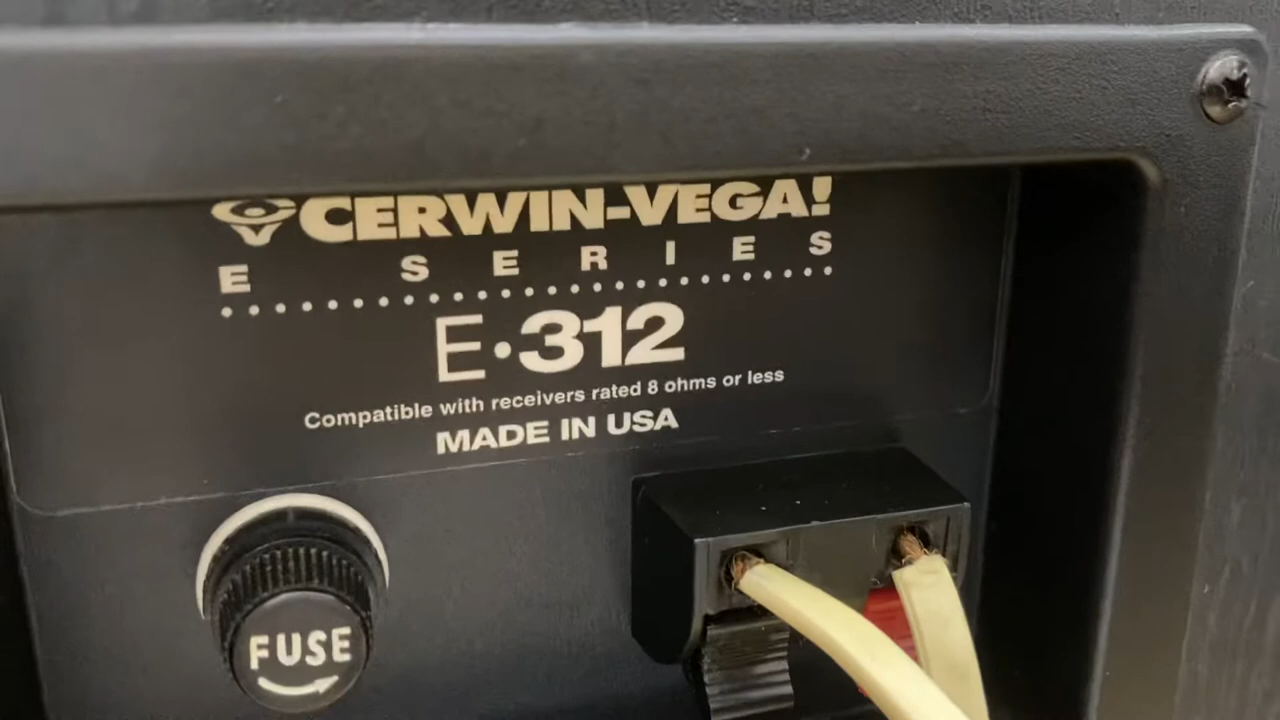 CERWIN-VEGA!
E SERIES
E•312
Compatible with receivers rated 8 ohms or less
MADE IN USA
FUSE